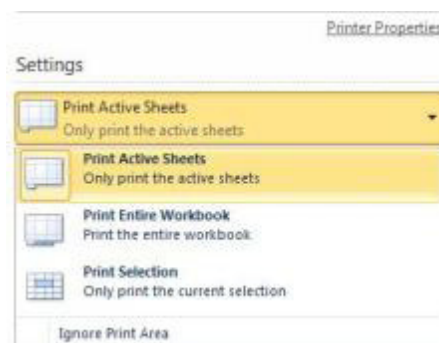 Printer Properties
Settings
Print Active Sheets
Only print the active sheets
Print Active Sheets
Only print the active sheets
Print Entire Workbook
Print the entire workbook
Print Selection
Only print the current selection
Ignore Print Area